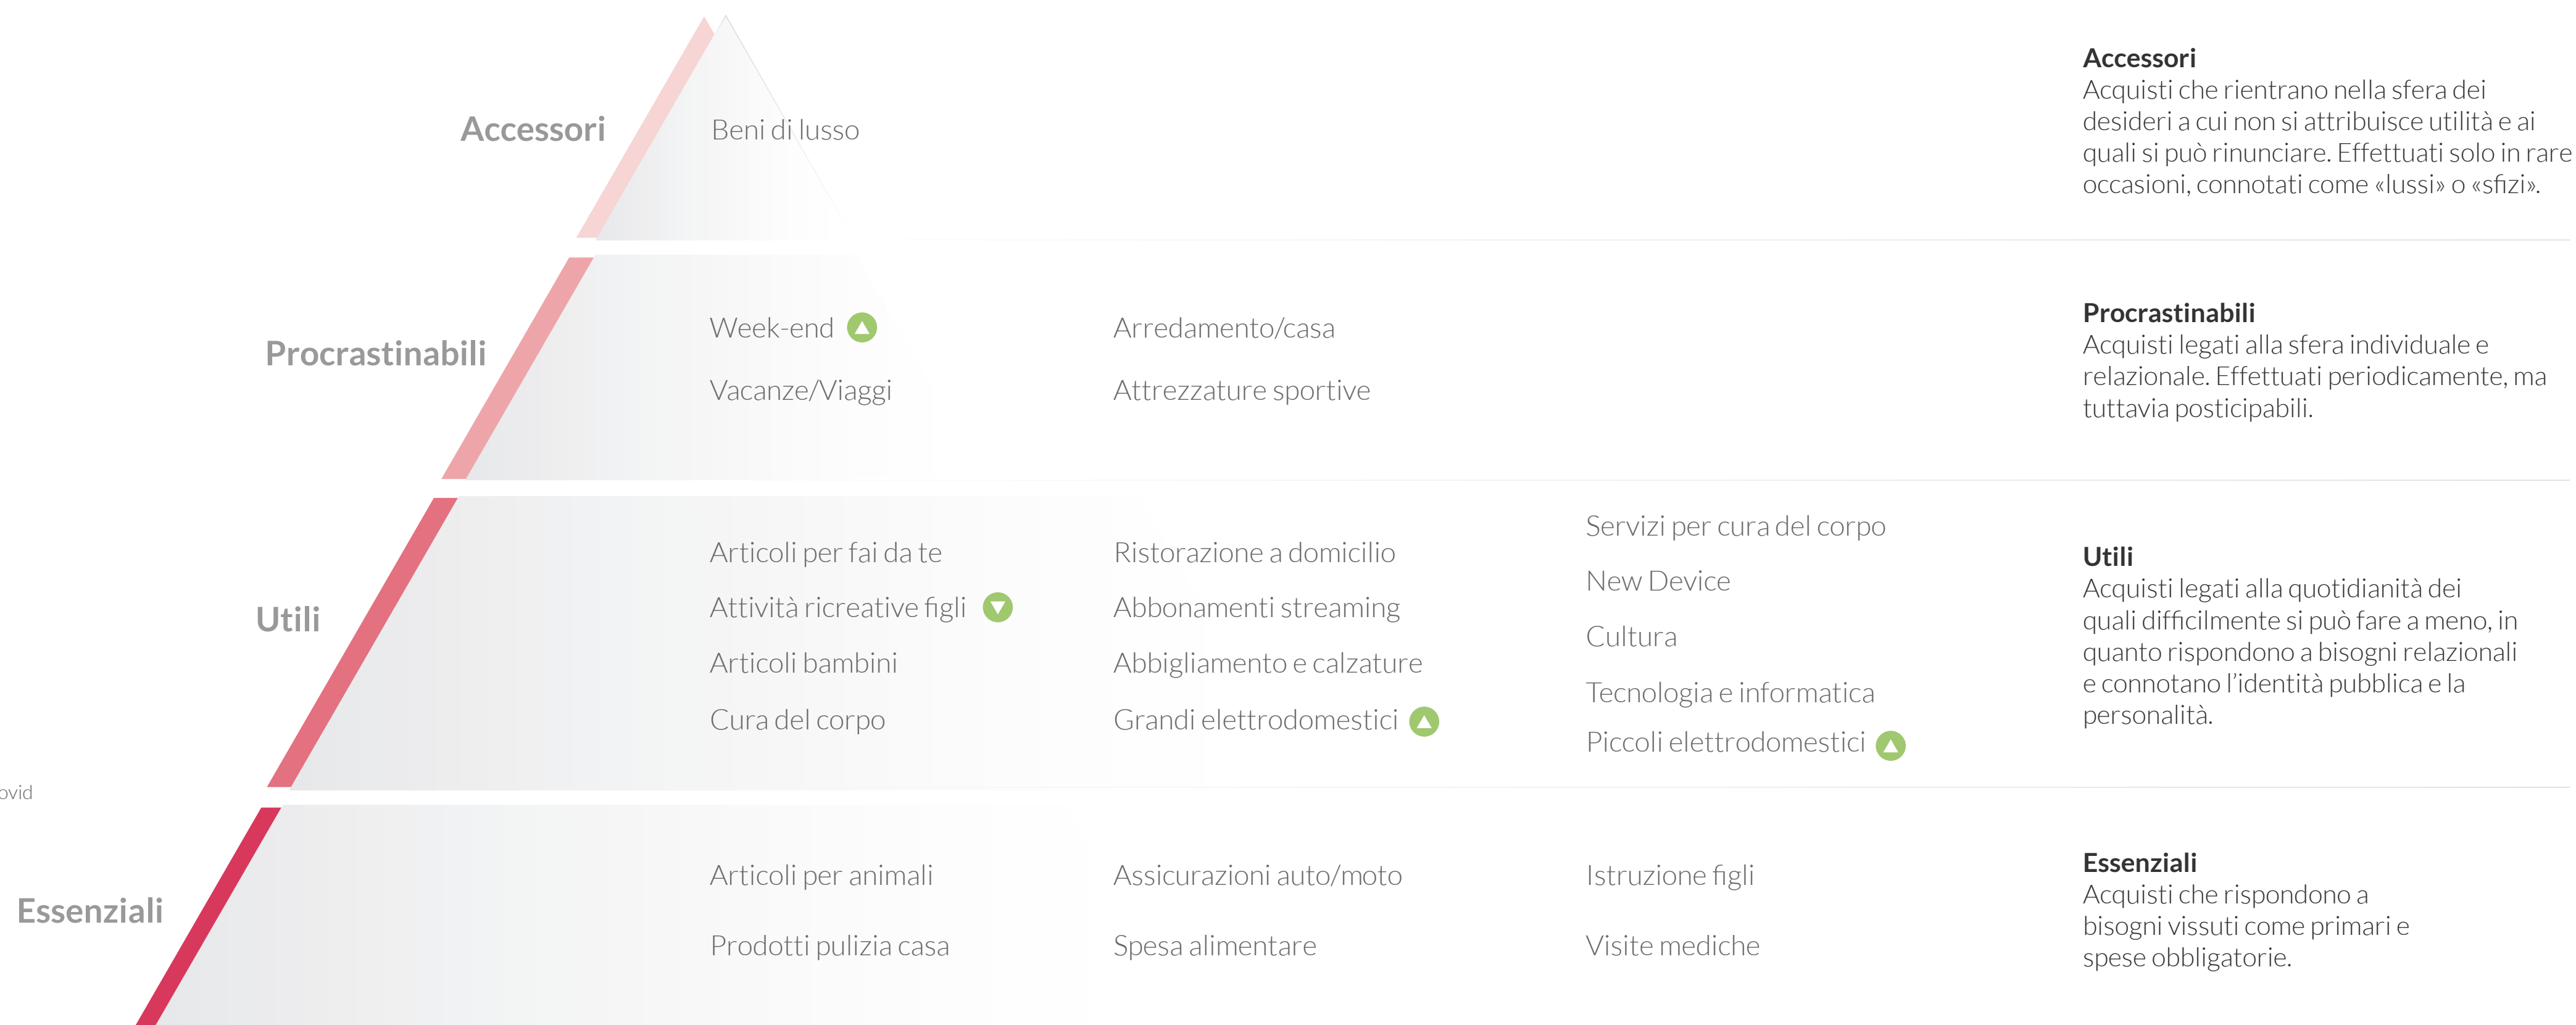 Accessori
Beni di lusso
Accessori
Acquisti che rientrano nella sfera dei
desideri a cui non si attribuisce utilità e ai
quali si può rinunciare. Effettuati solo in rare
occasioni, connotati come «lussi» o «sfizi».
Procrastinabili
Week-end
Arredamento/casa
Vacanze/Viaggi
Attrezzature sportive
Procrastinabili
Acquisti legati alla sfera individuale e
relazionale. Effettuati periodicamente, ma
tuttavia posticipabili.
Utili
Articoli per fai da te
Attività ricreative figli
Articoli bambini
Cura del corpo
Ristorazione a domicilio
Abbonamenti streaming
Abbigliamento e calzature
Grandi elettrodomestici
Servizi per cura del corpo
New Device
Cultura
Tecnologia e informatica
Piccoli elettrodomestici
Utili
Acquisti legati alla quotidianità dei
quali difficilmente si può fare a meno, in
quanto rispondono a bisogni relazionali
e connotano l’identità pubblica e la
personalità.
ovid
Essenziali
Articoli per animali
Prodotti pulizia casa
Assicurazioni auto/moto
Spesa alimentare
Istruzione figli
Visite mediche
Essenziali
Acquisti che rispondono a
bisogni vissuti come primari e
spese obbligatorie.